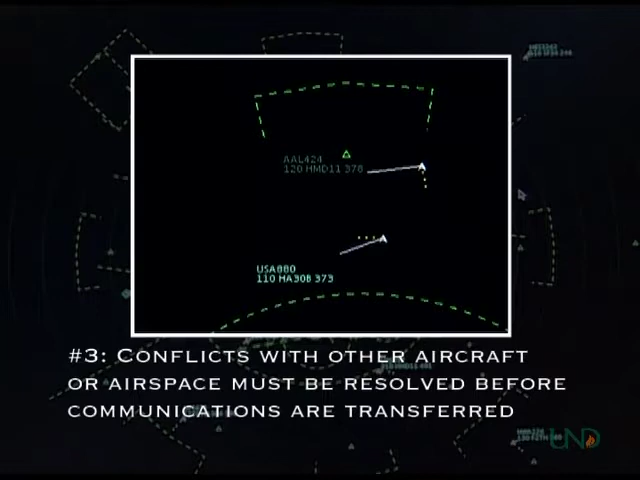 AAL424
120 HMD11 378
USA880
110 HA30B 373
#3: Conflicts with other aircraft
or airspace must be resolved before
communications are transferred
UND